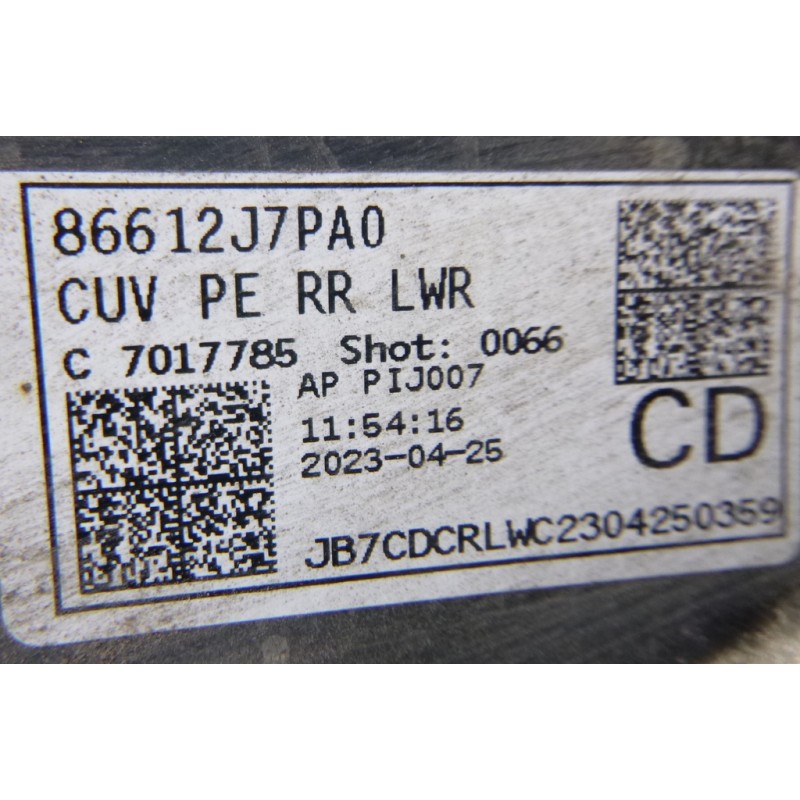 86612J7PA0
CUV PE RR LWR
C 7017785 Shot: 0066
AP PIJ007
11:54:16
2023-04-25
CD
JB7CDCRLWC2304250359